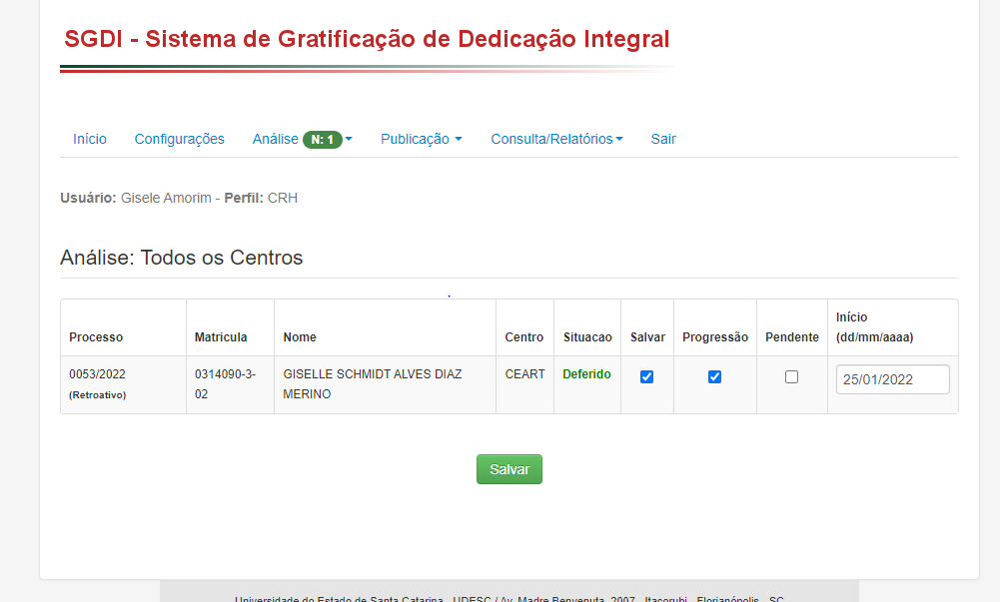 SGDI - Sistema de Gratificação de Dedicação Integral
Início Configurações Análise N: 1 Publicação Consulta/Relatórios Sair
Usuário: Gisele Amorim - Perfil: CRH
Análise: Todos os Centros
Processo Matricula Nome Centro Situacao Salvar Progressão Pendente Início (dd/mm/aaaa)
0053/2022 0314090-3- GISELLE SCHMIDT ALVES DIAZ CEART Deferido 25/01/2022
(Retroativo) 02 MERINO
Salvar
Universidade do Estado de Santa Catarina - UDESC / Av. Madre Benvenuta, 2007 - Itacorubi - Florianópolis - SC